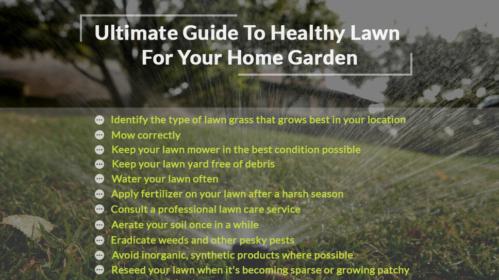 Ultimate Guide To Healthy Lawn
For Your Home Garden
Identify the type of lawn grass that grows best in your location
Mow correctly
Keep your lawn mower in the best condition possible
Keep your lawn yard free of debris
Water your lawn often
Apply fertilizer on your lawn after a harsh season
Consult a professional lawn care service
Aerate your soil once in a while
Eradicate weeds and other pesky pests
Avoid inorganic, synthetic products where possible
Reseed your lawn when it's becoming sparse or growing patchy